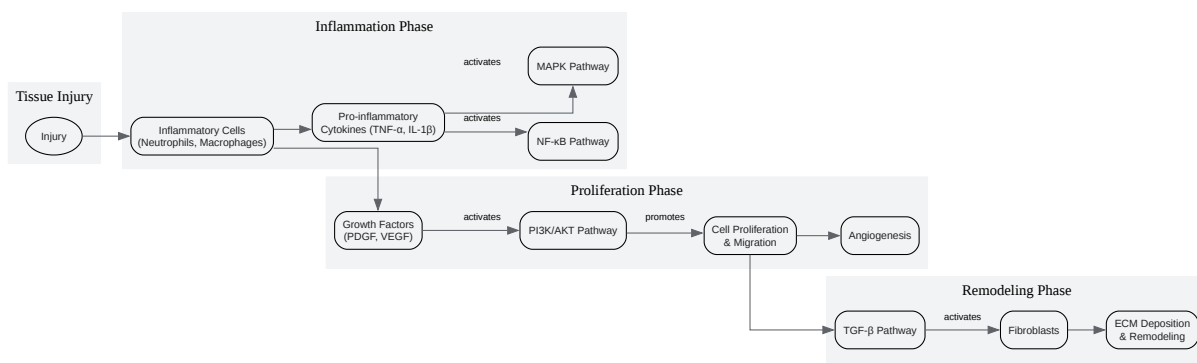 Tissue Injury
Injury
Inflammation Phase
Inflammatory Cells
(Neutrophils, Macrophages)
Pro-inflammatory
Cytokines (TNF-α, IL-1β)
activates
MAPK Pathway
activates
NF-κB Pathway
Proliferation Phase
Growth Factors
(PDGF, VEGF)
activates
PI3K/AKT Pathway
promotes
Cell Proliferation
& Migration
Angiogenesis
Remodeling Phase
TGF-β Pathway
activates
Fibroblasts
ECM Deposition
& Remodeling